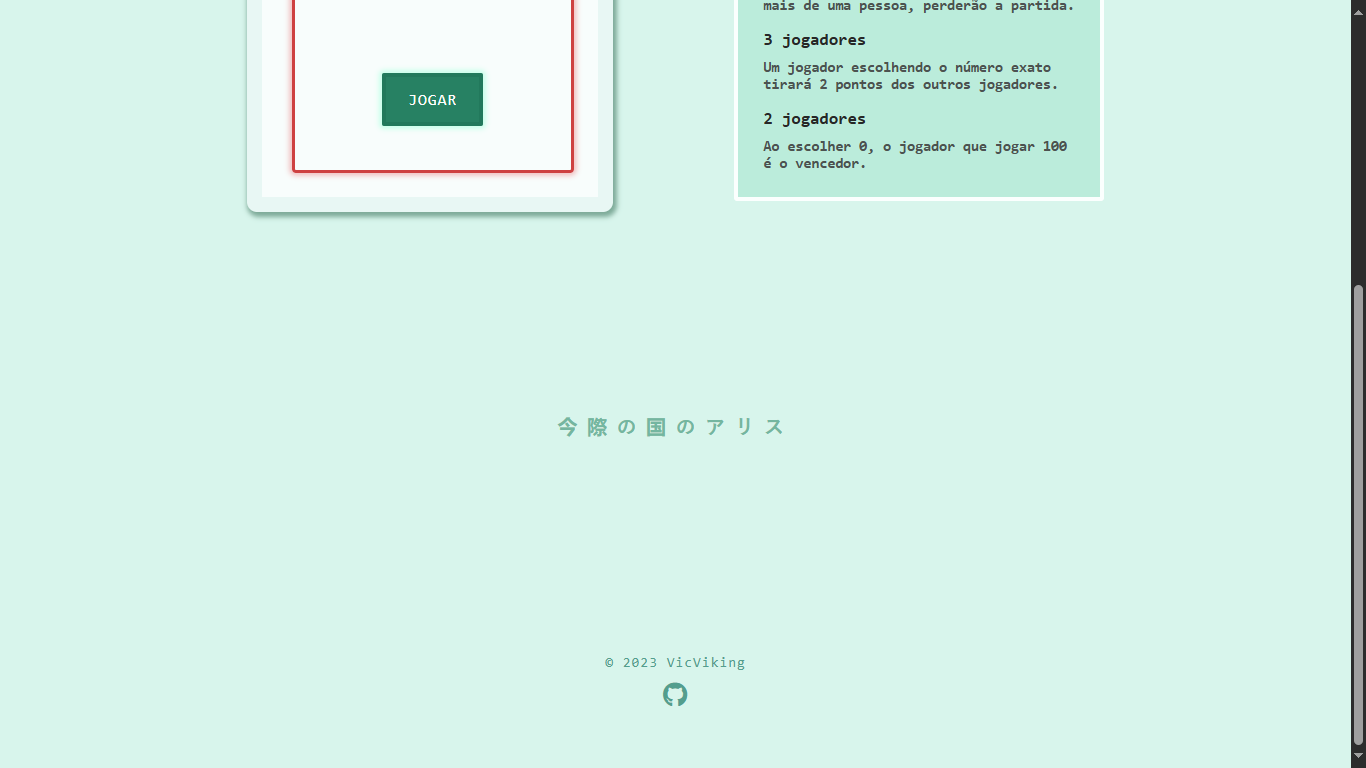 mais de uma pessoa, perderão a partida.
3 jogadores
Um jogador escolhendo o número exato
tirará 2 pontos dos outros jogadores.
2 jogadores
Ao escolher 0, o jogador que jogar 100
é o vencedor.
JOGAR
今際の国のアリス
© 2023 VicViking